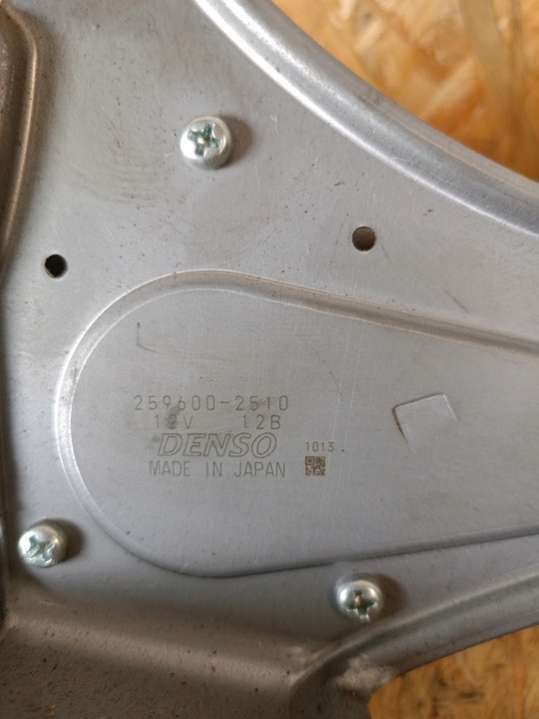 259600-2510
12V 12B
DENSO 1013
MADE IN JAPAN